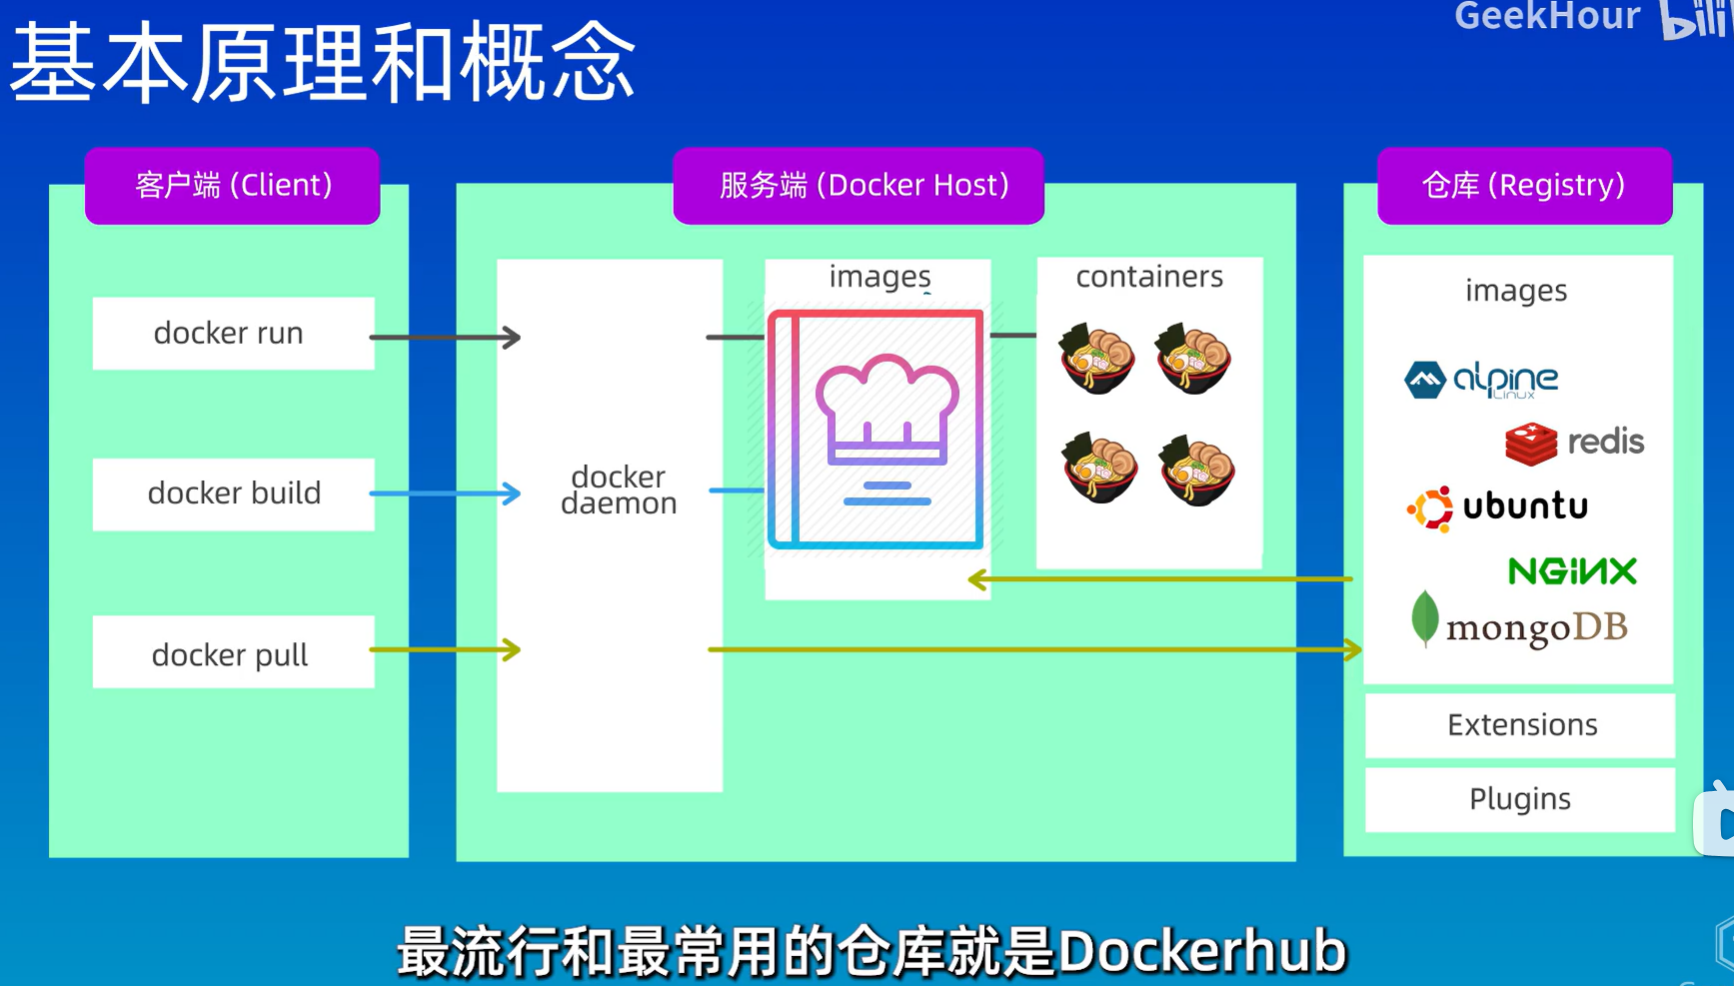 GeekHour bili
基本原理和概念
客户端 (Client)
服务端 (Docker Host)
仓库 (Registry)
docker run
docker build
docker pull
docker
daemon
images
containers
images
alpine
LINUX
redis
ubuntu
NGINX
mongoDB
Extensions
Plugins
最流行和最常用的仓库就是Dockerhub